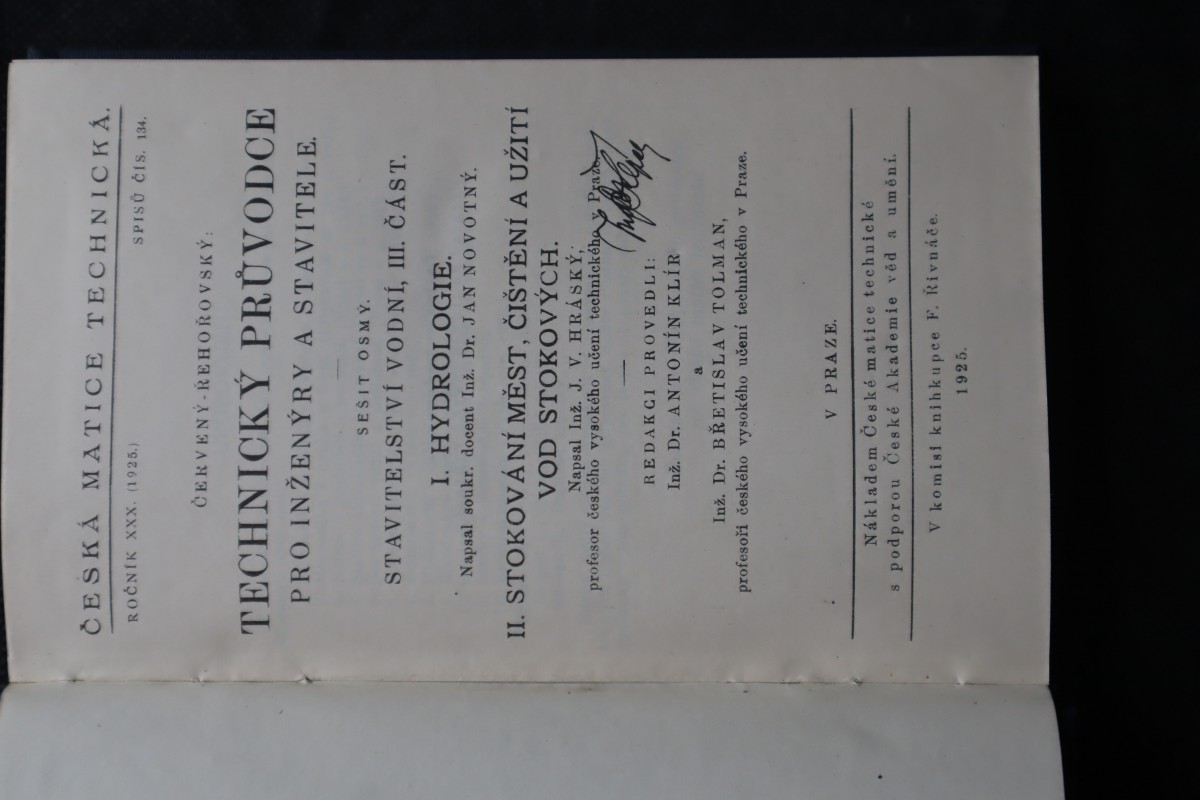 ČESKÁ MATICE TECHNICKÁ.
ROČNÍK XXX. (1925.) SPISŮ ČÍS. 134.
ČERVENÝ-ŘEHOŘOVSKÝ:
TECHNICKÝ PRŮVODCE
PRO INŽENÝRY A STAVITELE.
SEŠIT OSMÝ.
STAVITELSTVÍ VODNÍ, III. ČÁST.
I. HYDROLOGIE.
Napsal soukr. docent Inž. Dr. JAN NOVOTNÝ.
II. STOKOVÁNÍ MĚST, ČIŠTĚNÍ A UŽITÍ
VOD STOKOVÝCH.
Napsal Inž. J. V. HRÁSKÝ,
profesor českého vysokého učení technického v Praze.
REDAKCI PROVEDLI:
Inž. Dr. ANTONÍN KLÍR
a
Inž. Dr. BŘETISLAV TOLMAN,
profesoři českého vysokého učení technického v Praze.
V PRAZE.
Nákladem České matice technické
s podporou České Akademie věd a umění.
V komisi knihkupce F. Řivnáče.
1925.